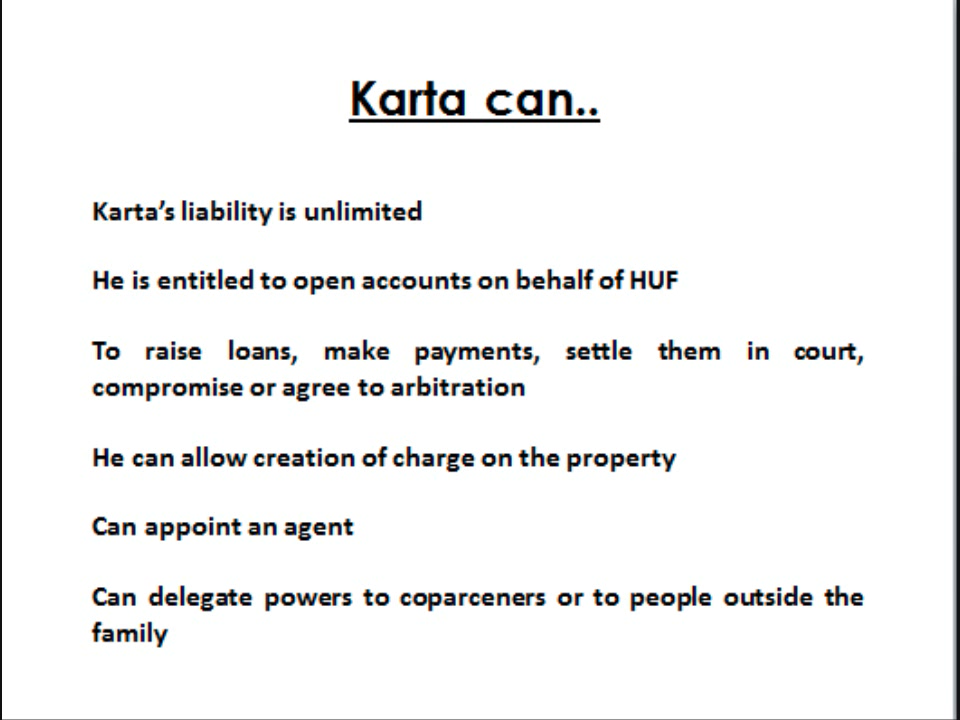 Karta can..
Karta’s liability is unlimited
He is entitled to open accounts on behalf of HUF
To raise loans, make payments, settle them in court,
compromise or agree to arbitration
He can allow creation of charge on the property
Can appoint an agent
Can delegate powers to coparceners or to people outside the
family